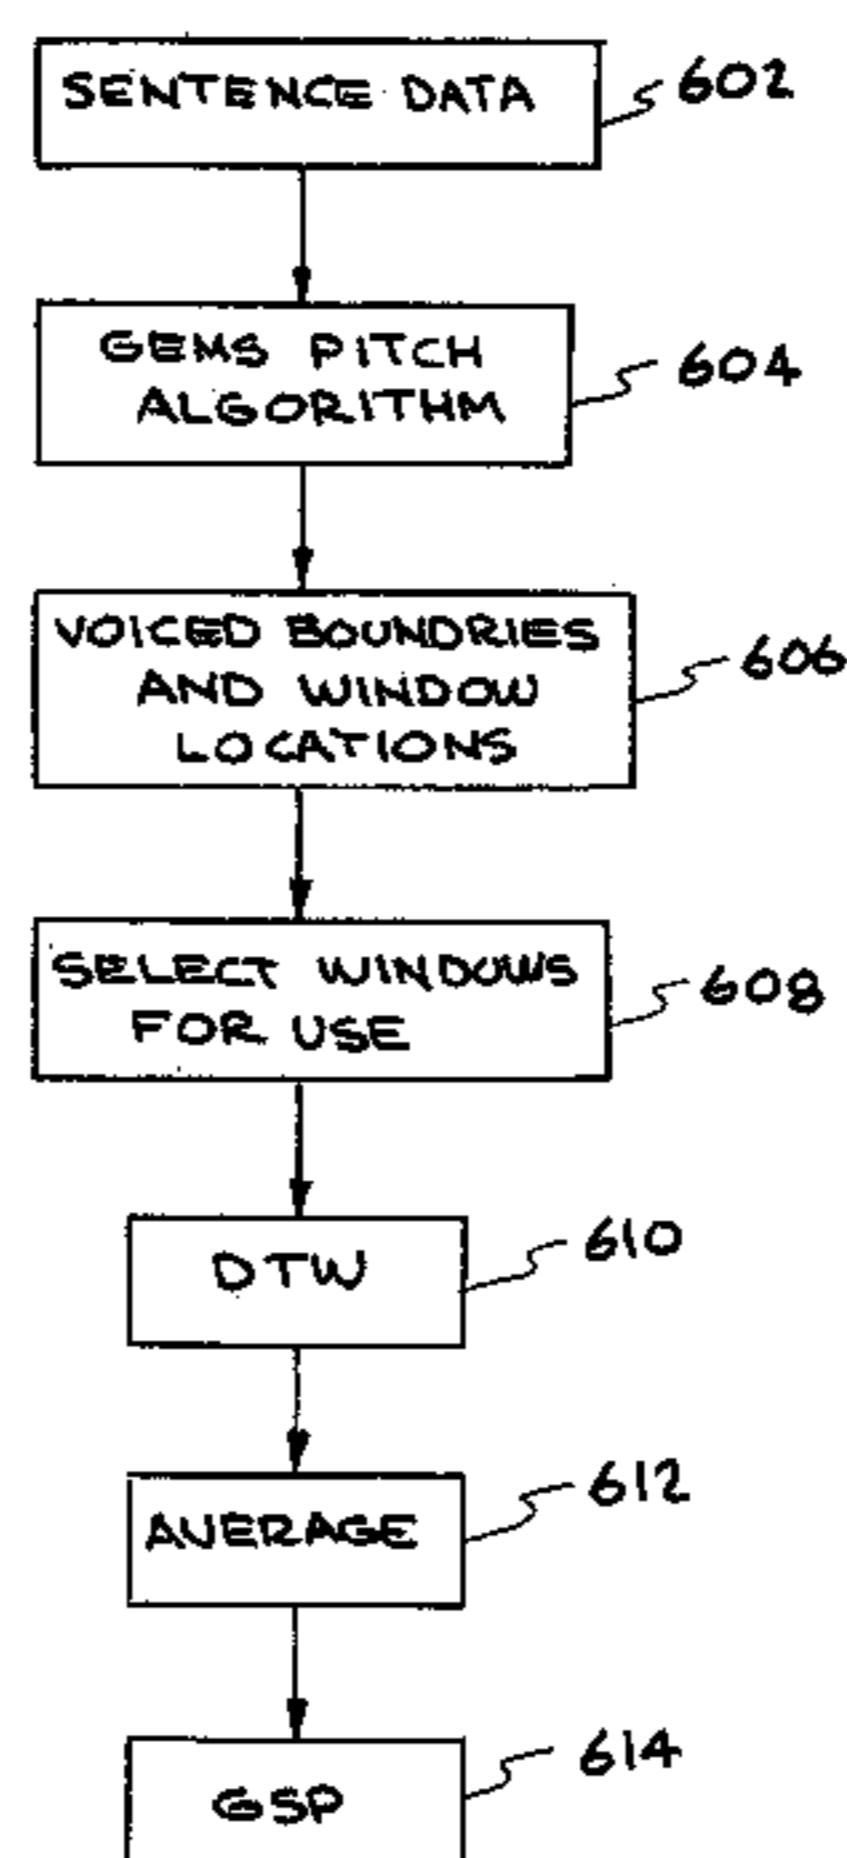 SENTENCE DATA
602
GEMS PITCH
ALGORITHM
604
VOICED BOUNDRIES
AND WINDOW
LOCATIONS
606
SELECT WINDOWS
FOR USE
608
DTW
610
AVERAGE
612
GSP
614